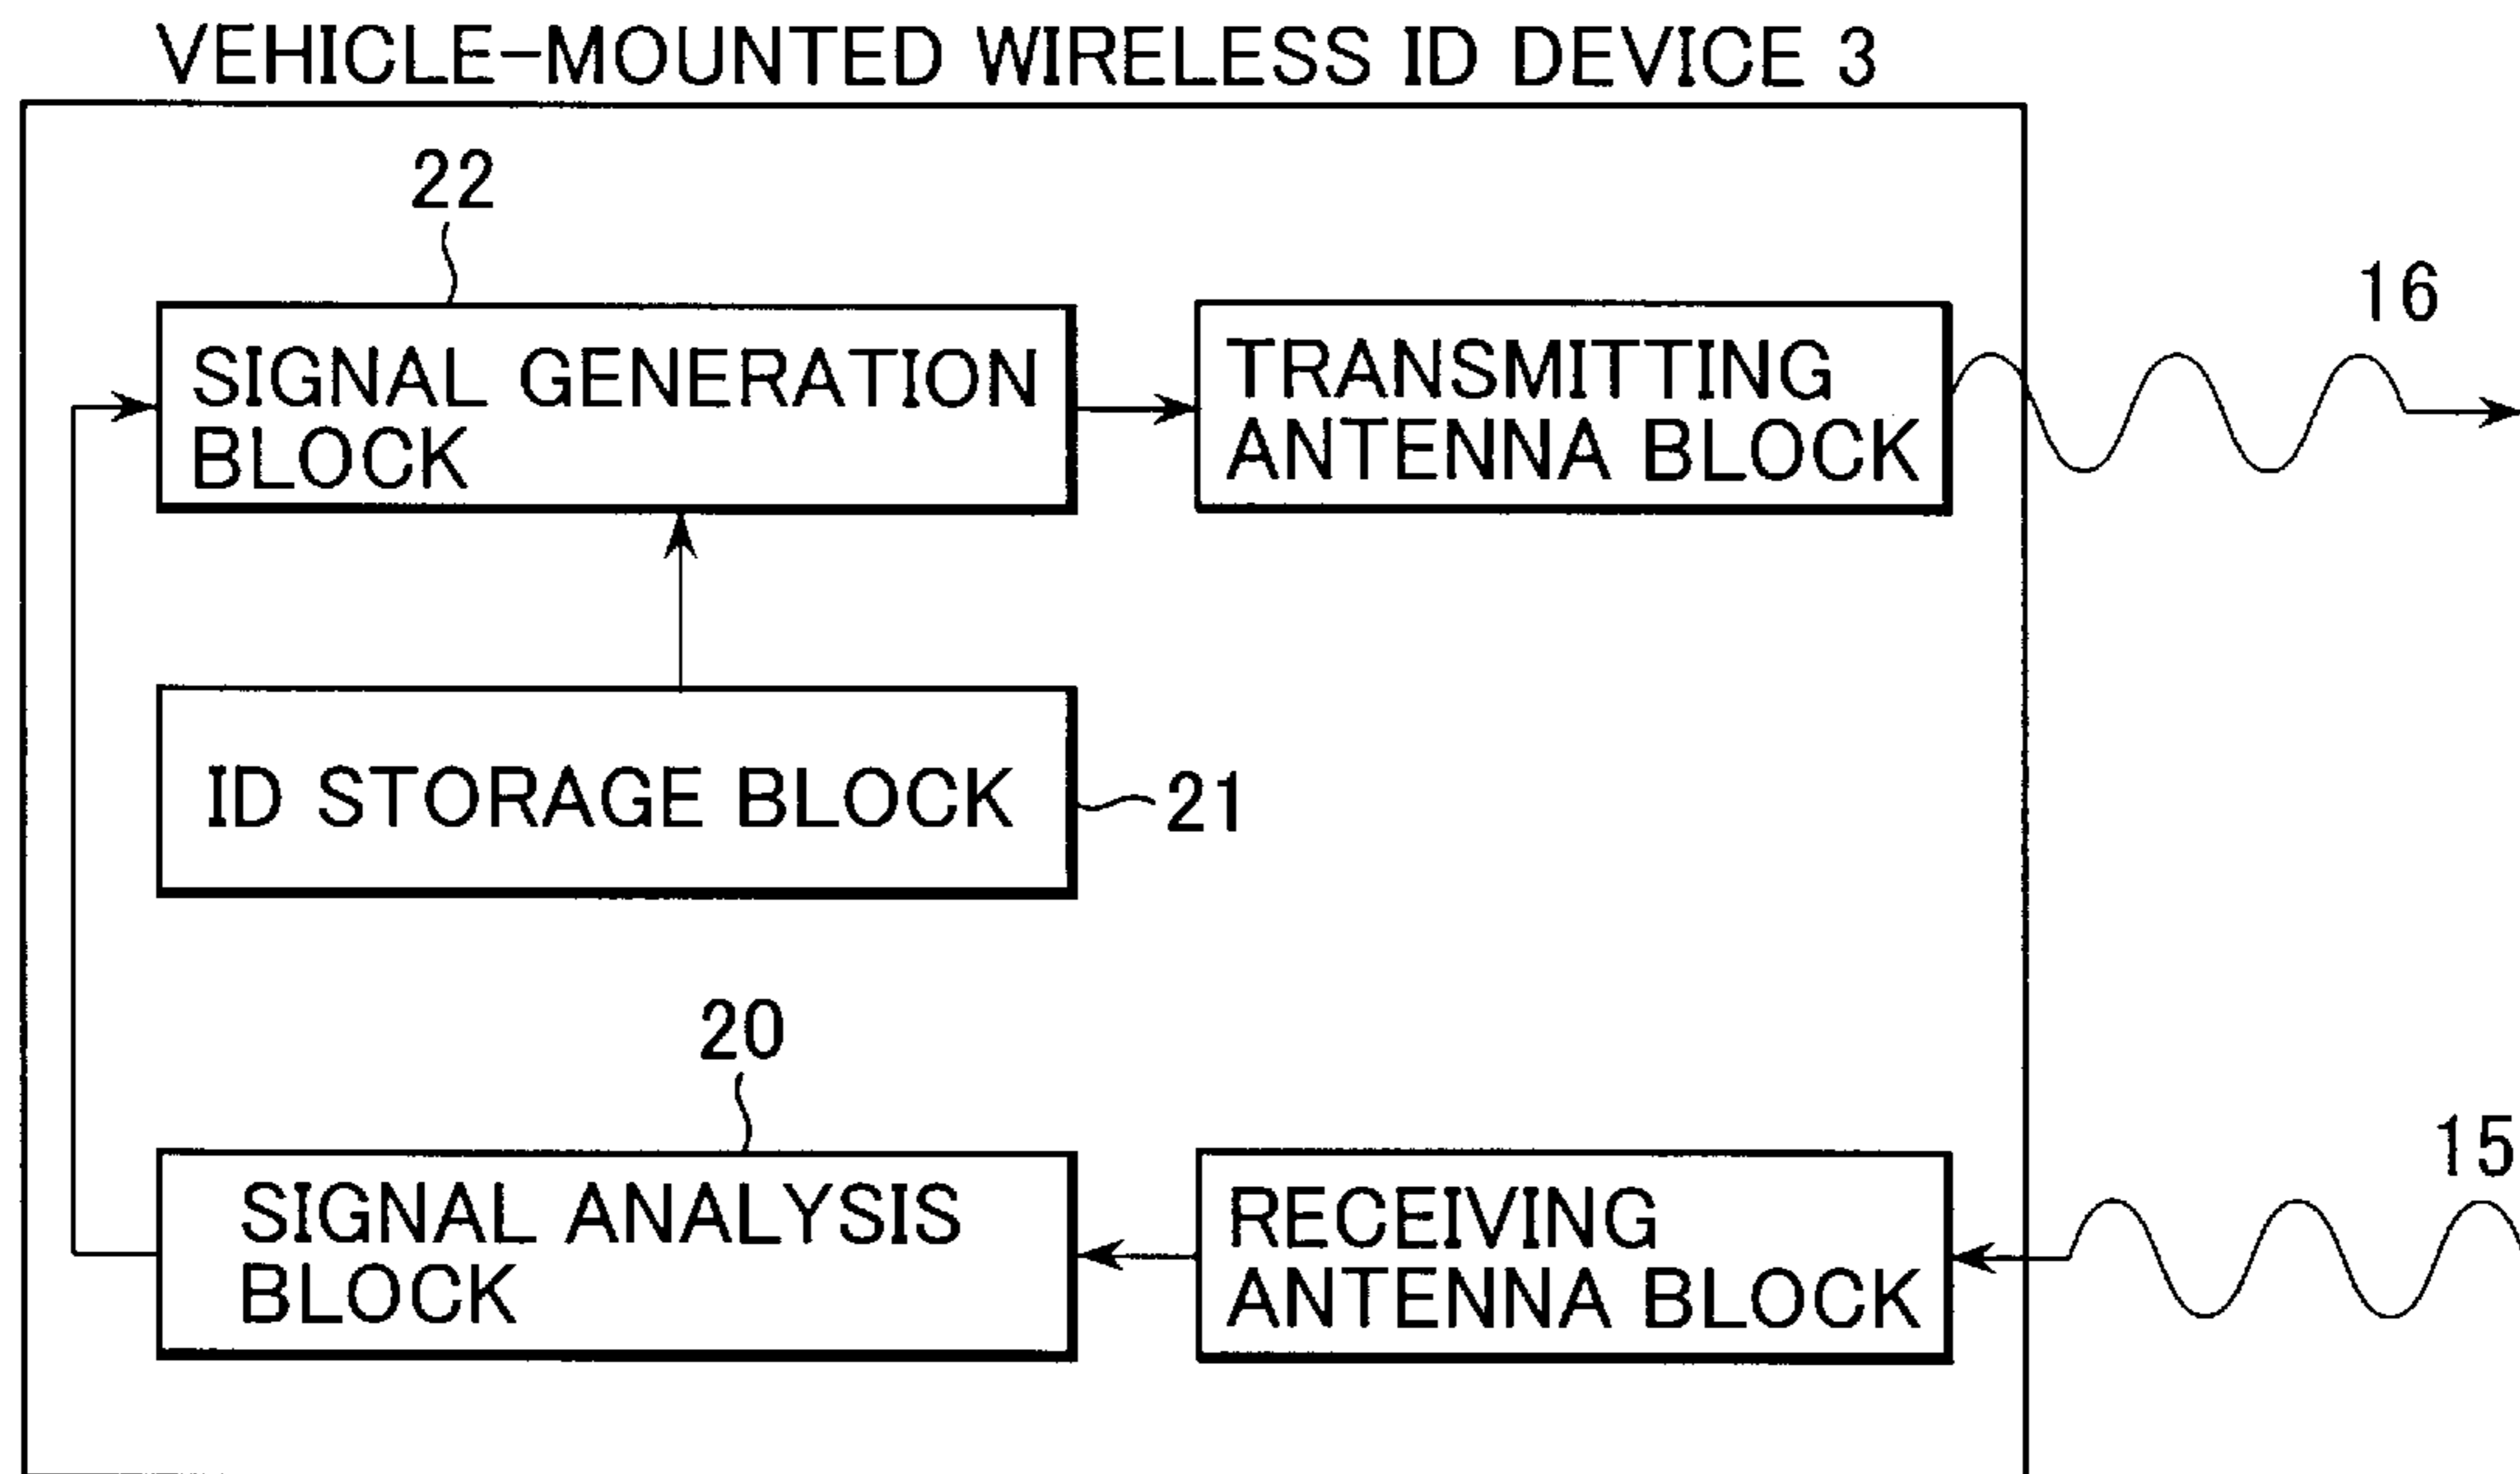 VEHICLE-MOUNTED WIRELESS ID DEVICE 3
22
16
SIGNAL GENERATION
BLOCK
TRANSMITTING
ANTENNA BLOCK
ID STORAGE BLOCK
21
20
15
SIGNAL ANALYSIS
BLOCK
RECEIVING
ANTENNA BLOCK